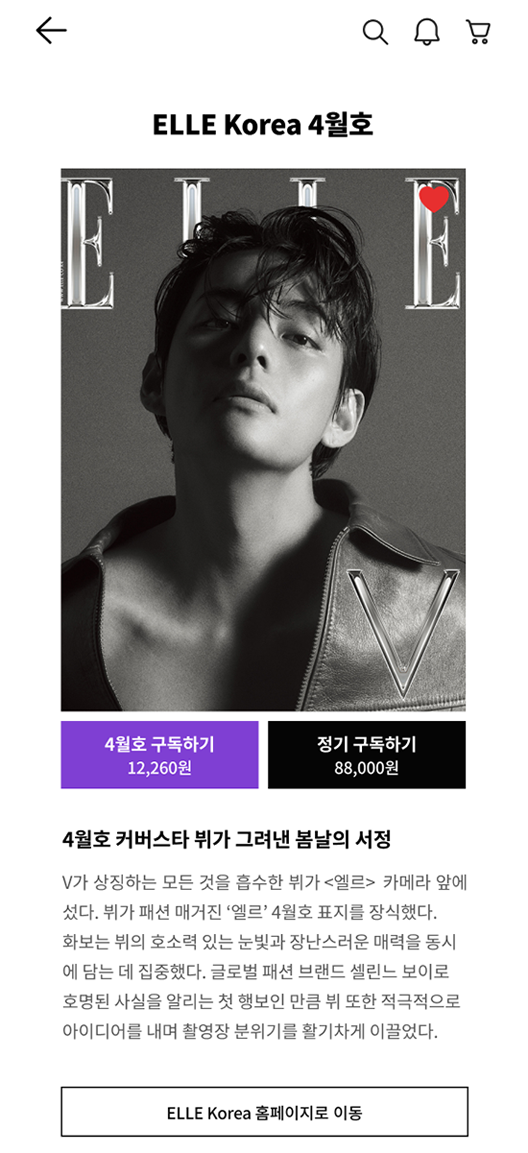 ELLE Korea 4월호
ELLE
V
4월호 구독하기
12,260원
정기 구독하기
88,000원
4월호 커버스타 뷔가 그려낸 봄날의 서정
V가 상징하는 모든 것을 흡수한 뷔가 <엘르> 카메라 앞에
섰다. 뷔가 패션 매거진 ‘엘르’ 4월호 표지를 장식했다.
화보는 뷔의 호소력 있는 눈빛과 장난스러운 매력을 동시
에 담는 데 집중했다. 글로벌 패션 브랜드 셀린느 보이로
호명된 사실을 알리는 첫 행보인 만큼 뷔 또한 적극적으로
아이디어를 내며 촬영장 분위기를 활기차게 이끌었다.
ELLE Korea 홈페이지로 이동